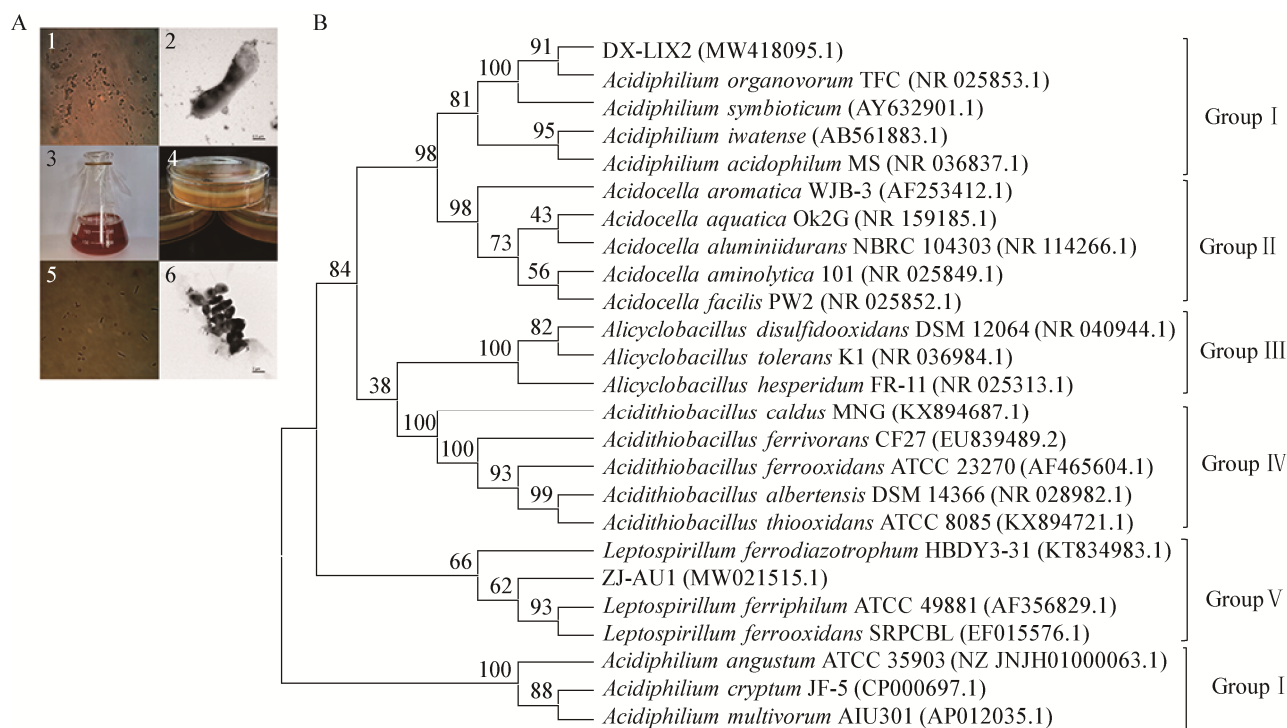 A
B
1
2
3
4
5
6
91
DX-LIX2 (MW418095.1)
100
Acidiphilium organovorum TFC (NR 025853.1)
81
Acidiphilium symbioticum (AY632901.1)
Group Ⅰ
95
Acidiphilium iwatense (AB561883.1)
98
Acidiphilium acidophilum MS (NR 036837.1)
Acidocella aromatica WJB-3 (AF253412.1)
98
43
Acidocella aquatica Ok2G (NR 159185.1)
73
Acidocella aluminiidurans NBRC 104303 (NR 114266.1)
Group Ⅱ
84
56
Acidocella aminolytica 101 (NR 025849.1)
Acidocella facilis PW2 (NR 025852.1)
82
Alicyclobacillus disulfidooxidans DSM 12064 (NR 040944.1)
100
Alicyclobacillus tolerans K1 (NR 036984.1)
Group Ⅲ
38
Alicyclobacillus hesperidum FR-11 (NR 025313.1)
Acidithiobacillus caldus MNG (KX894687.1)
100
Acidithiobacillus ferrivorans CF27 (EU839489.2)
100
Acidithiobacillus ferrooxidans ATCC 23270 (AF465604.1)
Group Ⅳ
93
99
Acidithiobacillus albertensis DSM 14366 (NR 028982.1)
Acidithiobacillus thiooxidans ATCC 8085 (KX894721.1)
Leptospirillum ferrodiazotrophum HBDY3-31 (KT834983.1)
66
ZJ-AU1 (MW021515.1)
62
Group Ⅴ
93
Leptospirillum ferriphilum ATCC 49881 (AF356829.1)
Leptospirillum ferrooxidans SRPCBL (EF015576.1)
100
Acidiphilium angustum ATCC 35903 (NZ JNJH01000063.1)
88
Acidiphilium cryptum JF-5 (CP000697.1)
Group Ⅰ
Acidiphilium multivorum AIU301 (AP012035.1)